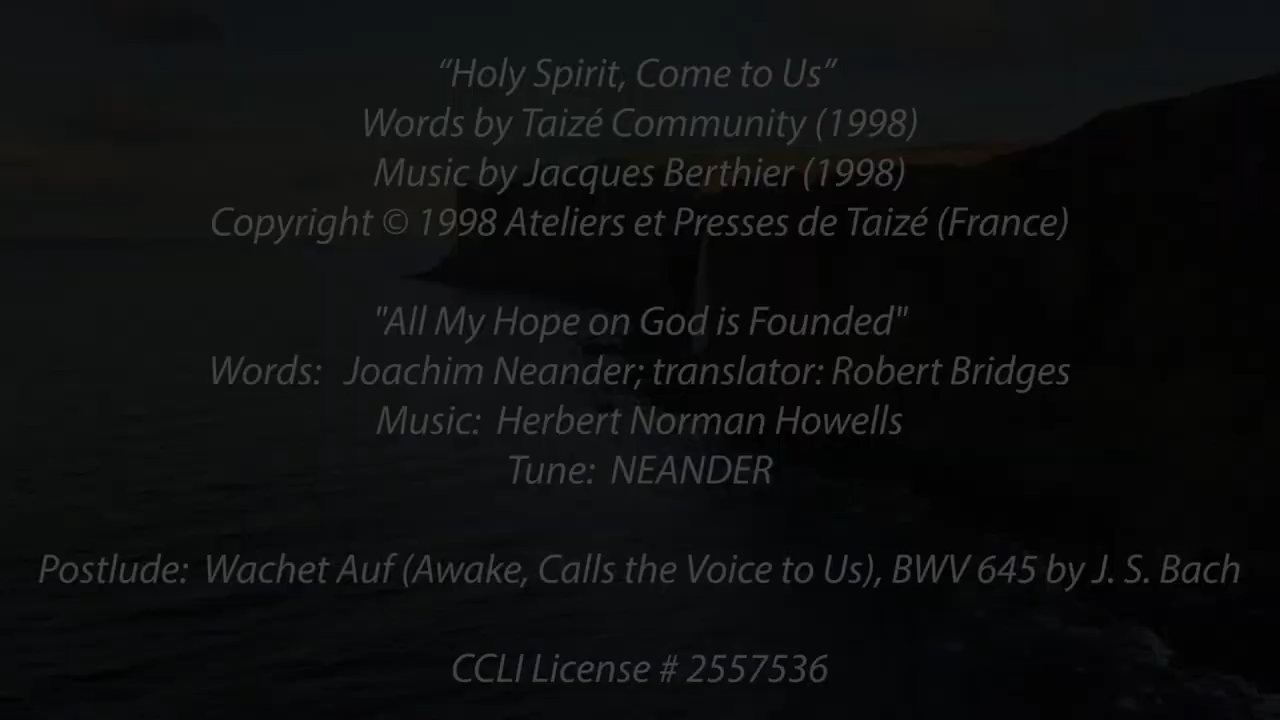 “Holy Spirit, Come to Us”
Words by Taizé Community (1998)
Music by Jacques Berthier (1998)
Copyright © 1998 Ateliers et Presses de Taizé (France)
"All My Hope on God is Founded"
Words:  Joachim Neander; translator: Robert Bridges
Music:  Herbert Norman Howells
Tune:  NEANDER
Postlude:  Wachet Auf (Awake, Calls the Voice to Us), BWV 645 by J. S. Bach
CCLI License # 2557536